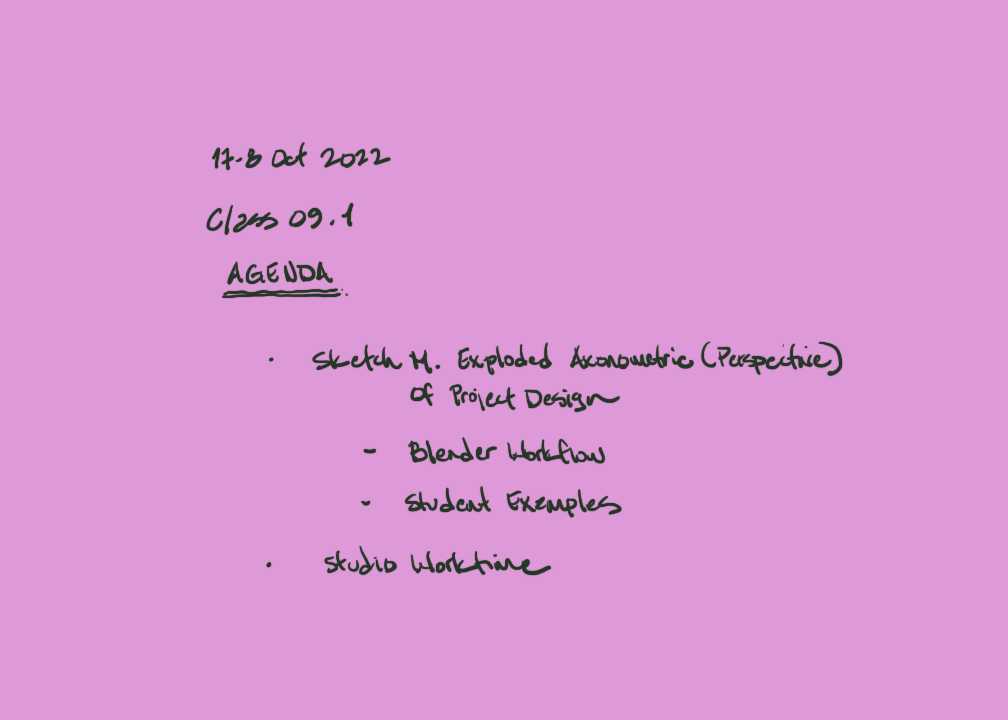 17-8 Oct 2022
Class 09.1
AGENDA
· Sketch M. Exploded Axonometric (Perspective)
of Project Design
- Blender Workflow
- Student Examples
· Studio Worktime